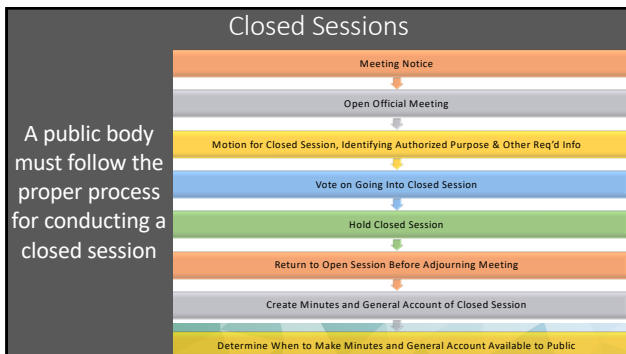 Closed Sessions
A public body
must follow the
proper process
for conducting a
closed session
Meeting Notice
Open Official Meeting
Motion for Closed Session, Identifying Authorized Purpose & Other Req'd Info
Vote on Going Into Closed Session
Hold Closed Session
Return to Open Session Before Adjourning Meeting
Create Minutes and General Account of Closed Session
Determine When to Make Minutes and General Account Available to Public